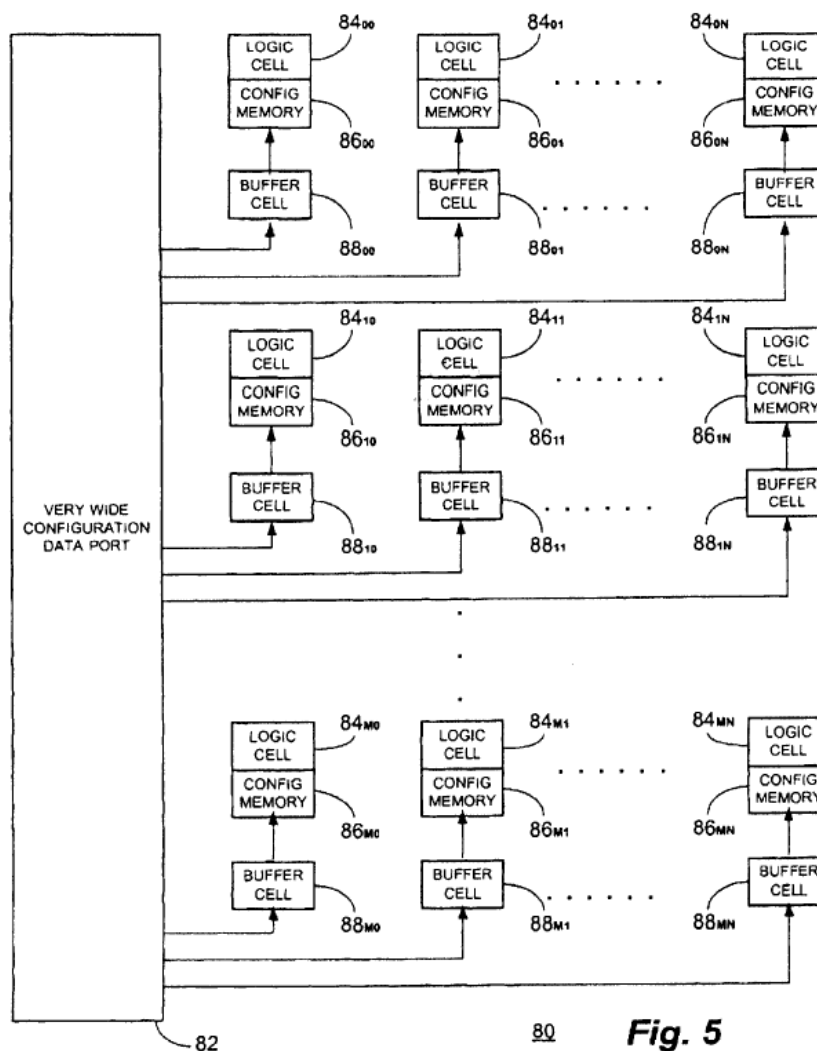 84₀₀ 84₀₁ 84₀N
LOGIC CELL LOGIC CELL LOGIC CELL
CONFIG MEMORY CONFIG MEMORY CONFIG MEMORY
86₀₀ 86₀₁ 86₀N
BUFFER CELL BUFFER CELL BUFFER CELL
88₀₀ 88₀₁ 88₀N
84₁₀ 84₁₁ 84₁N
LOGIC CELL LOGIC CELL LOGIC CELL
CONFIG MEMORY CONFIG MEMORY CONFIG MEMORY
86₁₀ 86₁₁ 86₁N
BUFFER CELL BUFFER CELL BUFFER CELL
88₁₀ 88₁₁ 88₁N
VERY WIDE
CONFIGURATION
DATA PORT
84M0 84M1 84MN
LOGIC CELL LOGIC CELL LOGIC CELL
CONFIG MEMORY CONFIG MEMORY CONFIG MEMORY
86M0 86M1 86MN
BUFFER CELL BUFFER CELL BUFFER CELL
88M0 88M1 88MN
82
80 Fig. 5